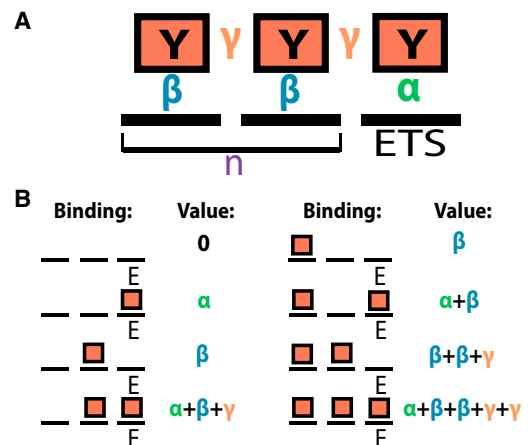 A
Y γ Y γ Y
β β α
ETS
n
B
Binding: Value: Binding: Value:
0 β
E
α α+β
E E
β β+β+γ
E E
α+β+γ α+β+β+γ+γ
E E